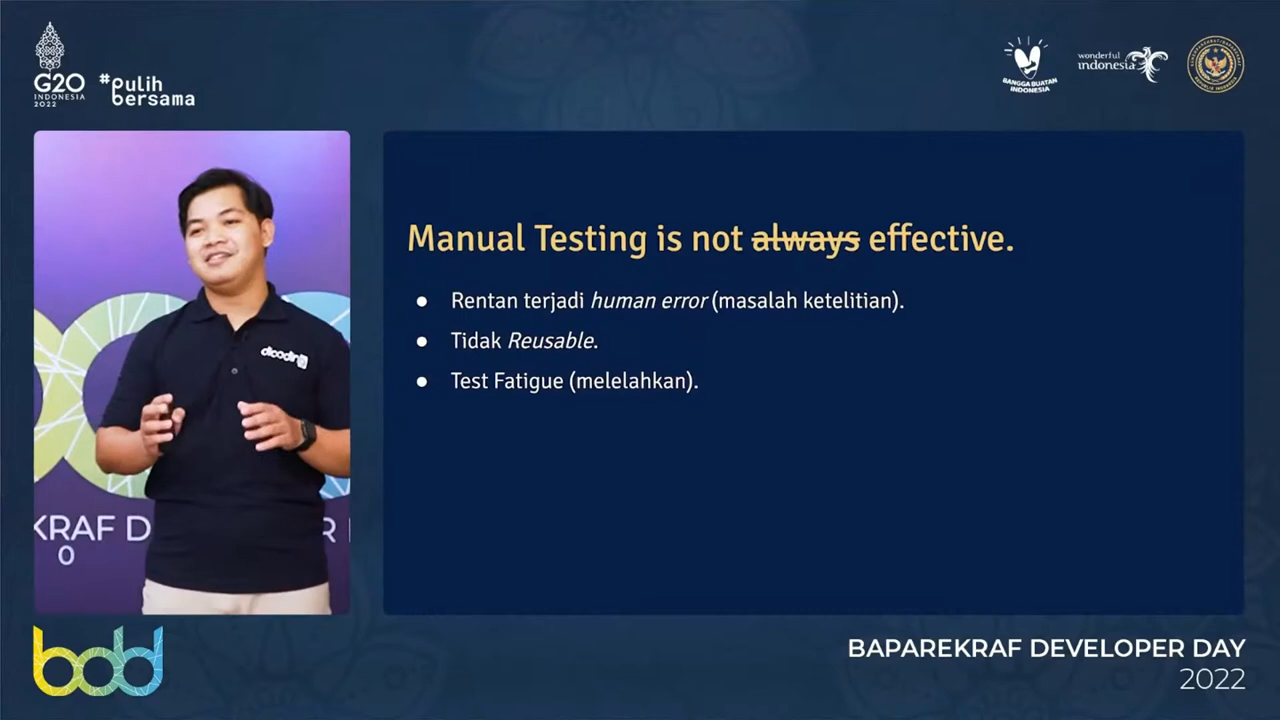 G20
INDONESIA
2022
#pulih
bersama
BANGGA BUATAN
INDONESIA
wonderful
indonesia
Manual Testing is not always effective.
● Rentan terjadi human error (masalah ketelitian).
● Tidak Reusable.
● Test Fatigue (melelahkan).
dicoding
KRAF D
R
0
bdd
BAPAREKRAF DEVELOPER DAY
2022